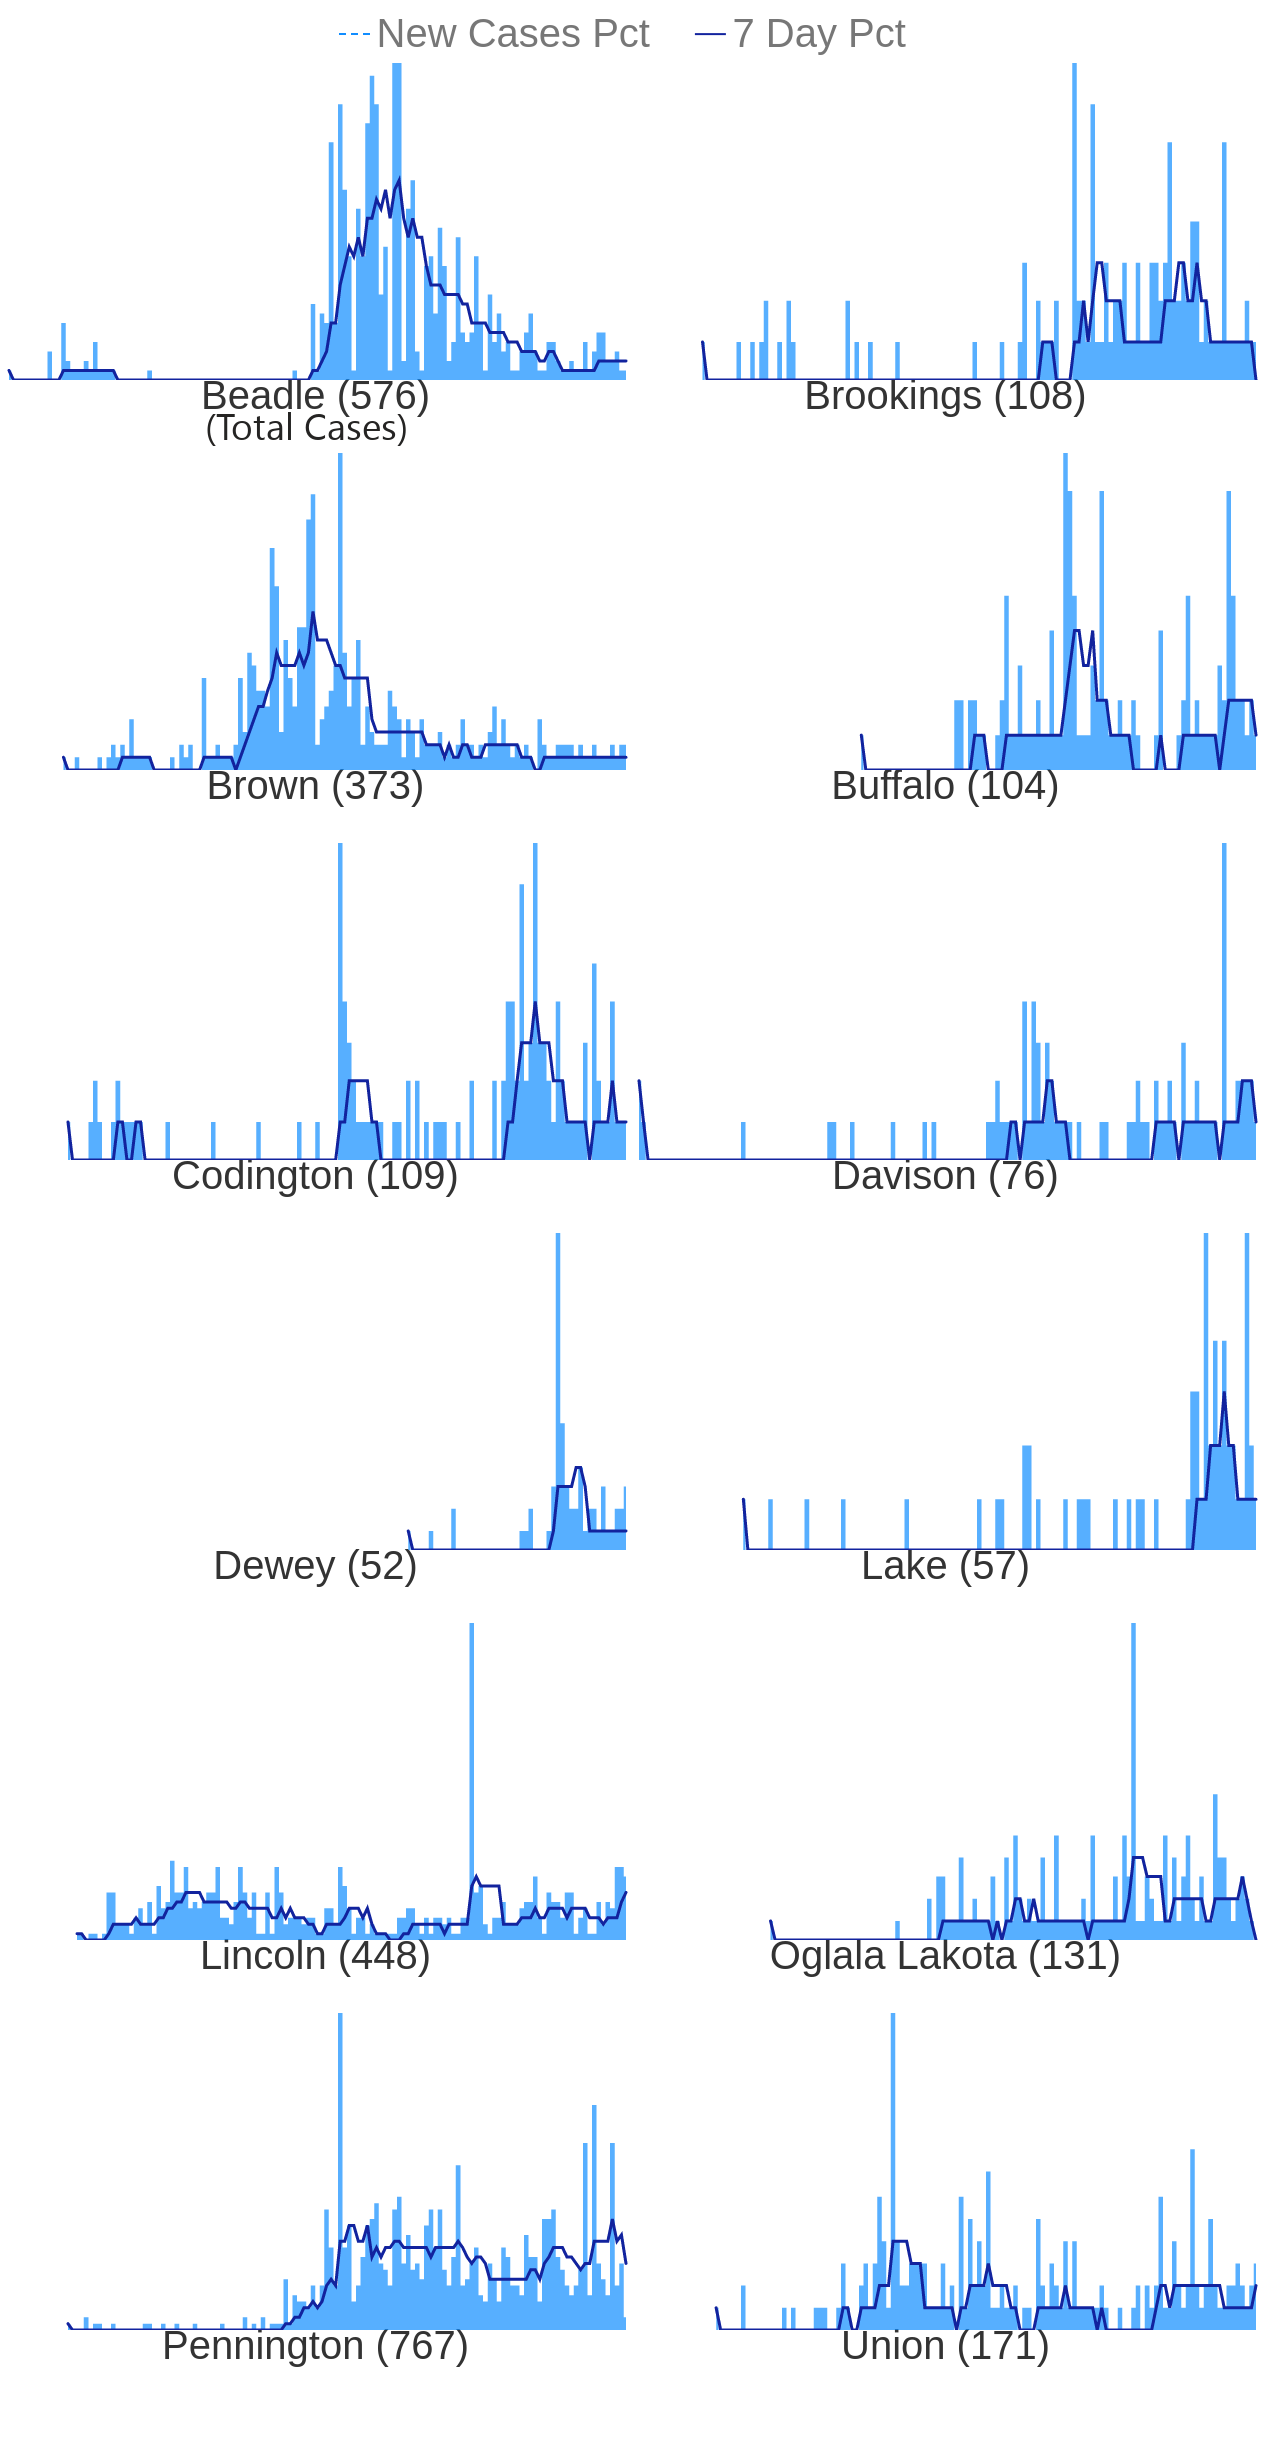 New Cases Pct 7 Day Pct
Beadle (576) Brookings (108)
(Total Cases)
Brown (373) Buffalo (104)
Codington (109) Davison (76)
Dewey (52) Lake (57)
Lincoln (448) Oglala Lakota (131)
Pennington (767) Union (171)